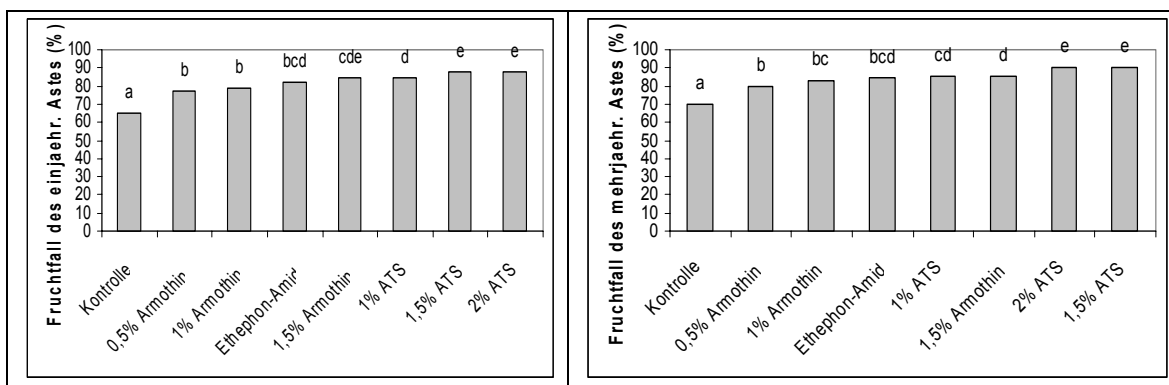 Fruchtfall des einjaehr. Astes (%)
100
90
80
70
60
50
40
30
20
10
0
a
b
b
bcd
cde
d
e
e
Kontrolle
0,5% Armothin
1% Armothin
Ethephon-Amid
1,5% Armothin
1% ATS
1,5% ATS
2% ATS
Fruchtfall des mehrjaehr. Astes (%)
100
90
80
70
60
50
40
30
20
10
0
a
b
bc
bcd
cd
d
e
e
Kontrolle
0,5% Armothin
1% Armothin
Ethephon-Amid
1% ATS
1,5% Armothin
2% ATS
1,5% ATS